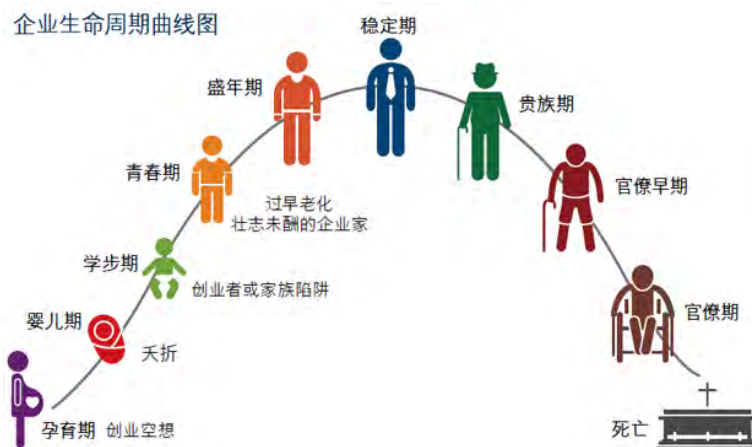 企业生命周期曲线图
稳定期
盛年期
贵族期
青春期
官僚早期
过早老化
壮志未酬的企业家
学步期
创业者或家族陷阱
婴儿期
夭折
官僚期
孕育期 创业空想
死亡